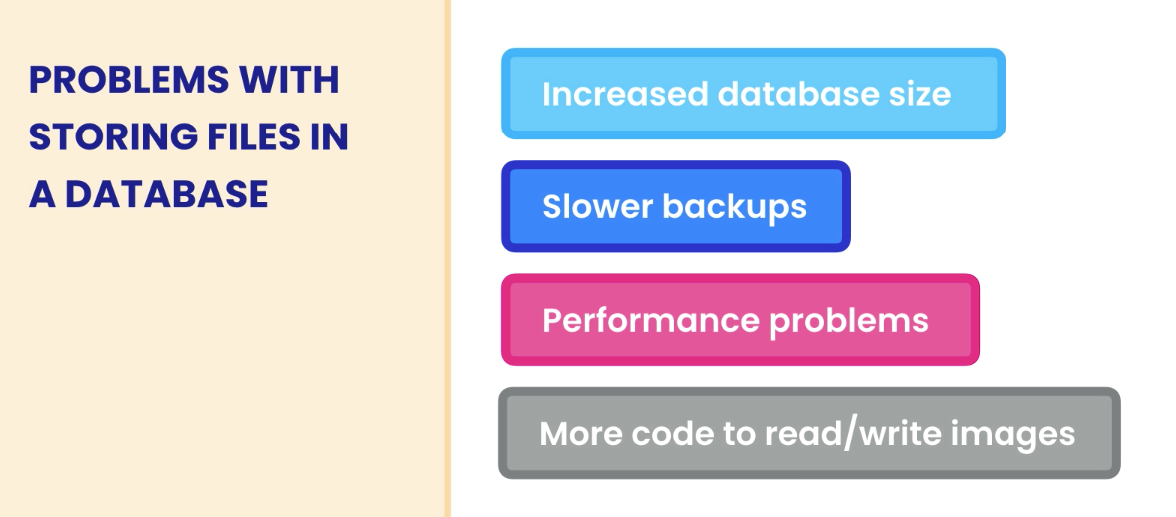 PROBLEMS WITH
STORING FILES IN
A DATABASE
Increased database size
Slower backups
Performance problems
More code to read/write images